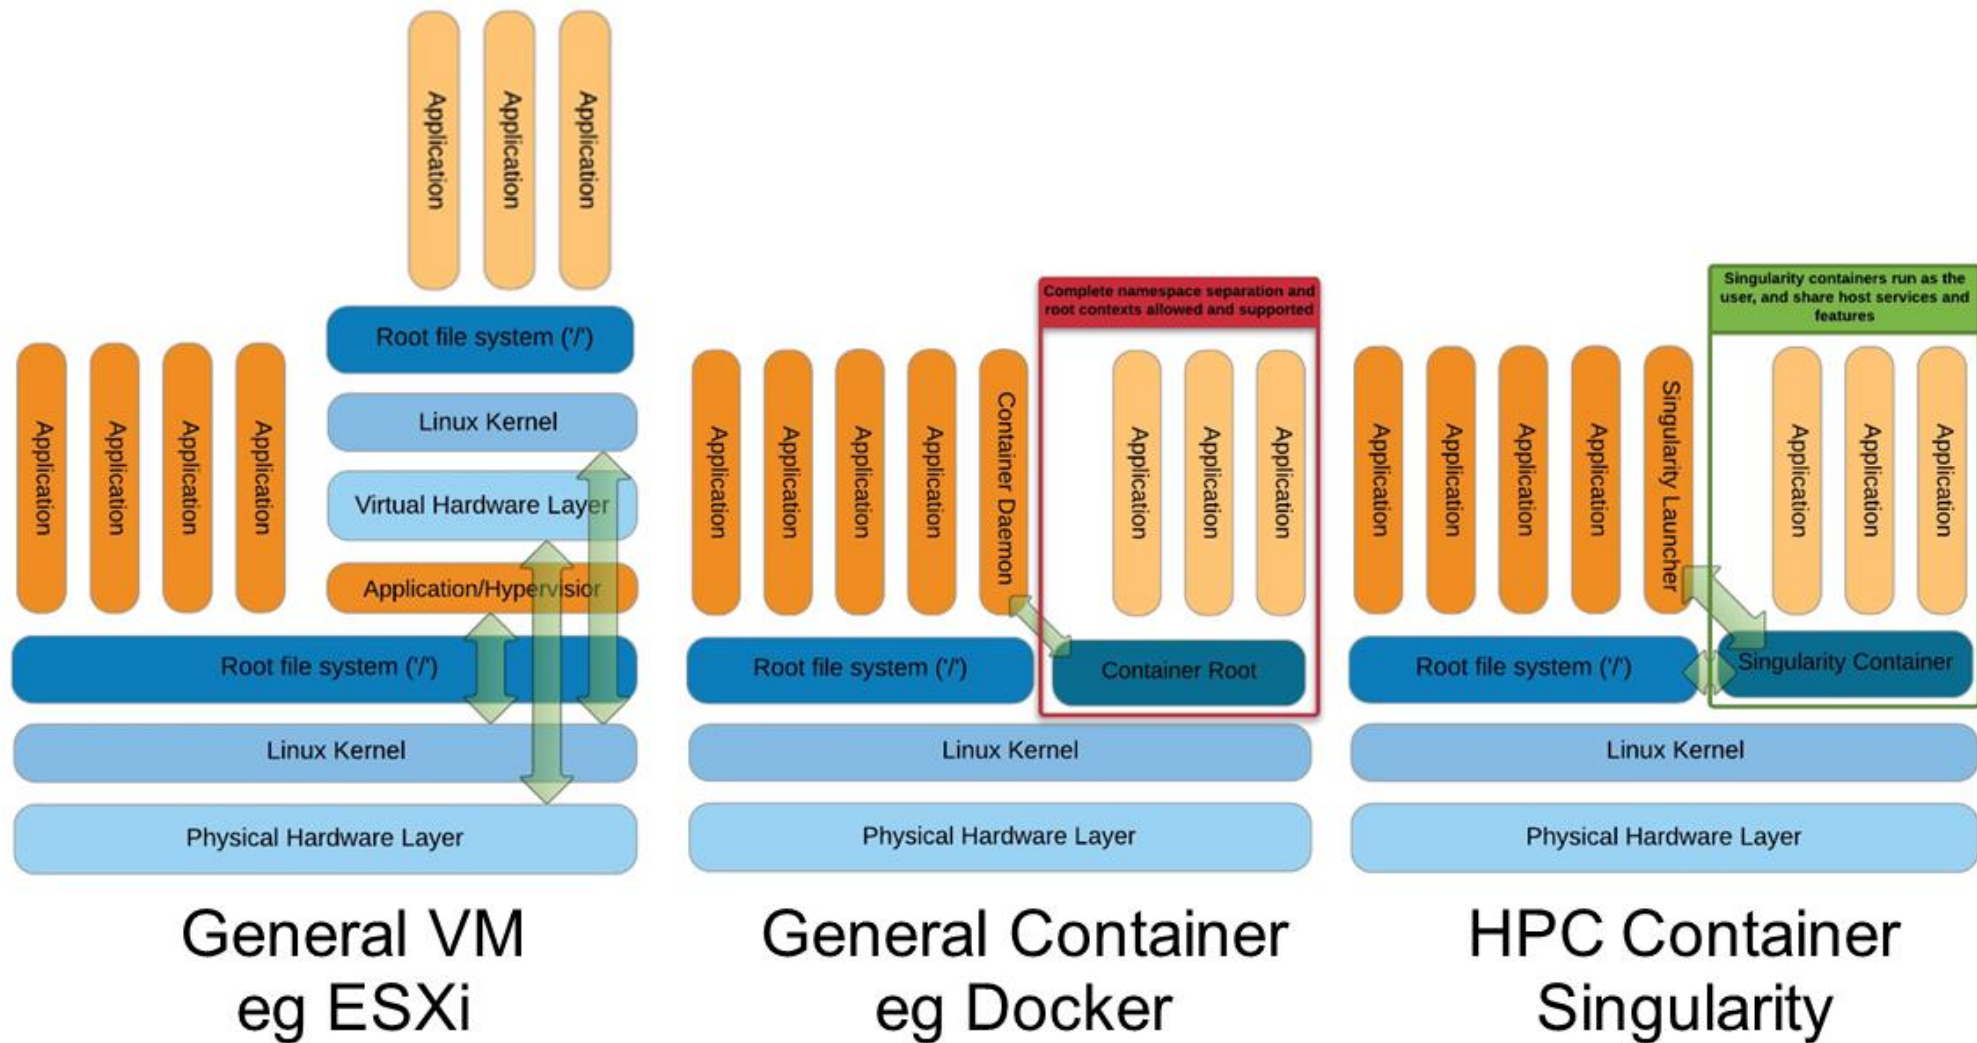 Application
Application
Application
Root file system ('/')
Linux Kernel
Virtual Hardware Layer
Application/Hypervisior
Application
Application
Application
Application
Root file system ('/')
Linux Kernel
Physical Hardware Layer
General VM
eg ESXi
Complete namespace separation and
root contexts allowed and supported
Application
Application
Application
Application
Container Daemon
Application
Application
Application
Root file system ('/')
Container Root
Linux Kernel
Physical Hardware Layer
General Container
eg Docker
Singularity containers run as the
user, and share host services and
features
Application
Application
Application
Application
Singularity Launcher
Application
Application
Application
Root file system ('/')
Singularity Container
Linux Kernel
Physical Hardware Layer
HPC Container
Singularity